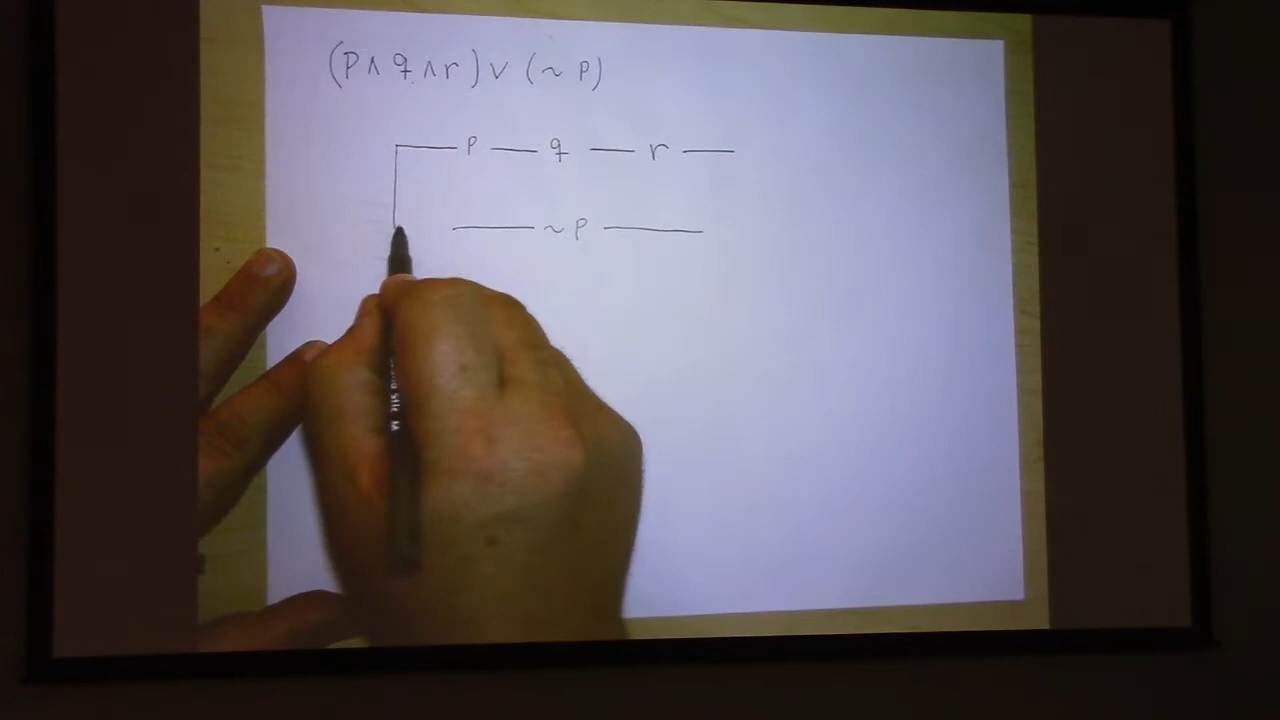 (p ∧ q ∧ r) ∨ (~ p)
p — q — r
~ p